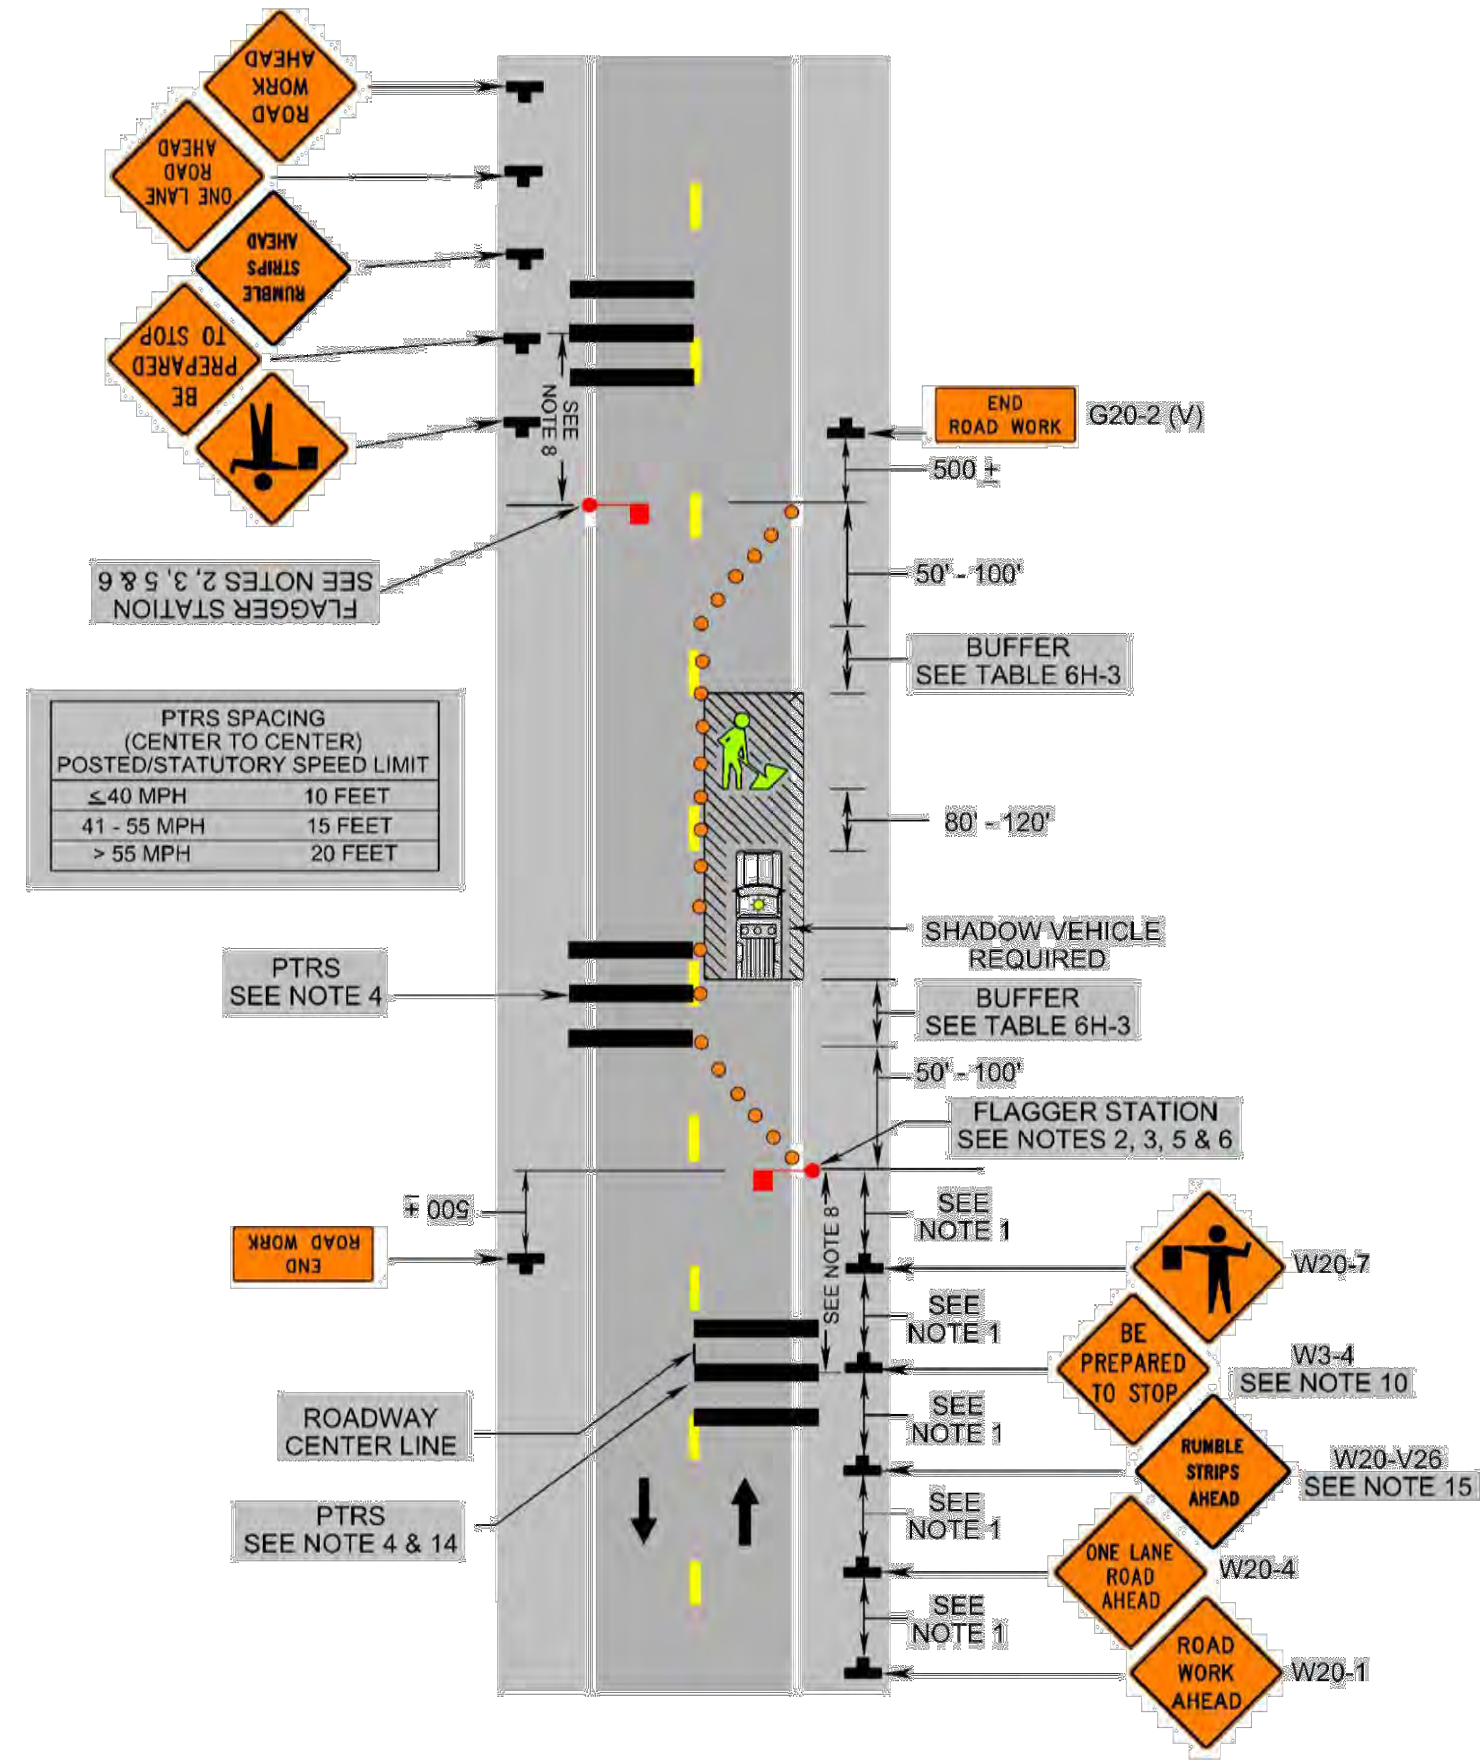 ROAD
WORK
AHEAD
ONE LANE
ROAD
AHEAD
RUMBLE
STRIPS
AHEAD
BE
PREPARED
TO STOP
SEE
NOTE 8
END
ROAD WORK
G20-2 (V)
500 ±
FLAGGER STATION
SEE NOTES 2, 3, 5 & 6
50' - 100'
BUFFER
SEE TABLE 6H-3
PTRS SPACING
(CENTER TO CENTER)
POSTED/STATUTORY SPEED LIMIT
≤40 MPH 10 FEET
41 - 55 MPH 15 FEET
> 55 MPH 20 FEET
80' - 120'
SHADOW VEHICLE
REQUIRED
PTRS
SEE NOTE 4
BUFFER
SEE TABLE 6H-3
50' - 100'
FLAGGER STATION
SEE NOTES 2, 3, 5 & 6
500 ±
END
ROAD WORK
SEE NOTE 8
SEE
NOTE 1
W20-7
SEE
NOTE 1
BE
PREPARED
TO STOP
W3-4
SEE NOTE 10
ROADWAY
CENTER LINE
SEE
NOTE 1
RUMBLE
STRIPS
AHEAD
W20-V26
SEE NOTE 15
PTRS
SEE NOTE 4 & 14
SEE
NOTE 1
ONE LANE
ROAD
AHEAD
W20-4
SEE
NOTE 1
ROAD
WORK
AHEAD
W20-1